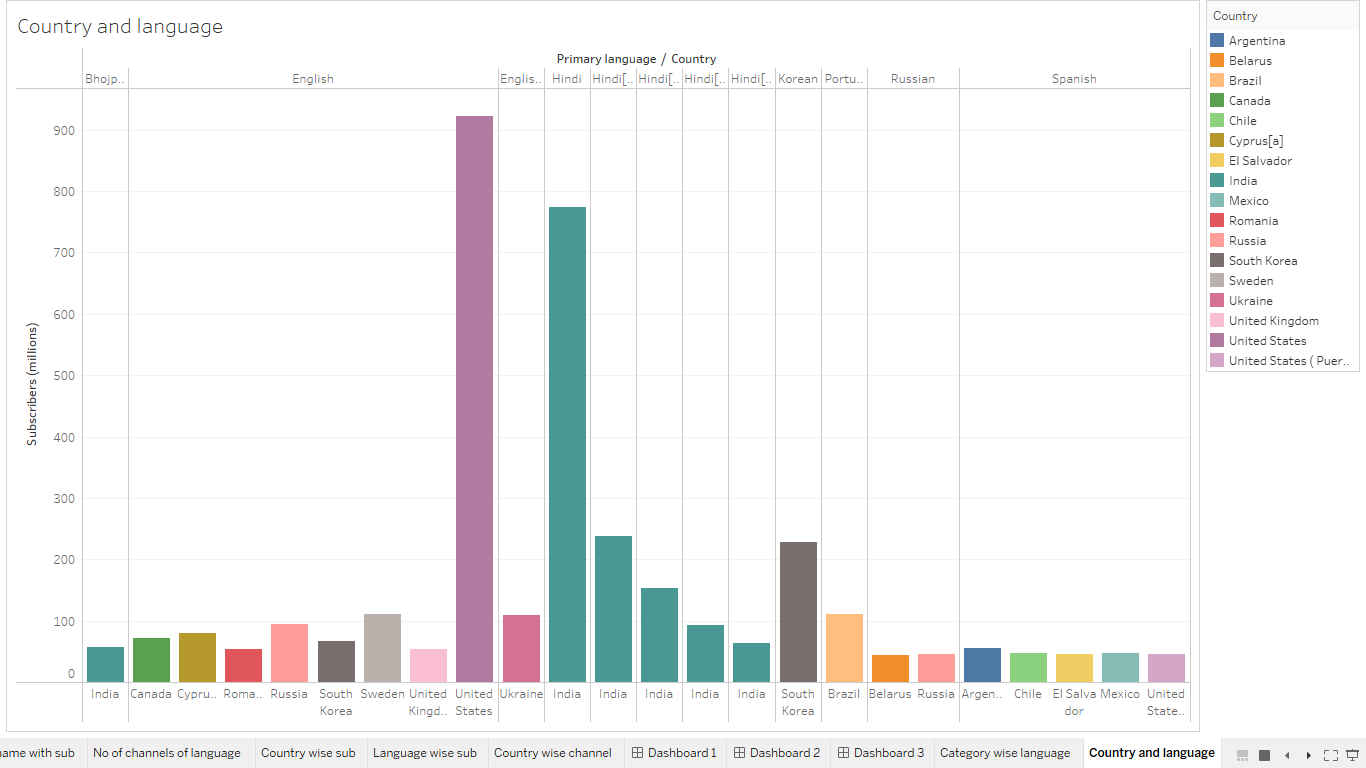 Country and language
Primary language / Country
Bhojp.. English Englis.. Hindi Hindi[.. Hindi[.. Hindi[.. Hindi[.. Korean Portu.. Russian Spanish
Subscribers (millions)
900
800
700
600
500
400
300
200
100
0
India Canada Cypru.. Roma.. Russia South Korea Sweden United Kingd.. United States Ukraine India India India India India South Korea Brazil Belarus Russia Argen.. Chile El Salvador Mexico United State..
Country
Argentina
Belarus
Brazil
Canada
Chile
Cyprus[a]
El Salvador
India
Mexico
Romania
Russia
South Korea
Sweden
Ukraine
United Kingdom
United States
United States ( Puer..
name with sub No of channels of language Country wise sub Language wise sub Country wise channel Dashboard 1 Dashboard 2 Dashboard 3 Category wise language Country and language